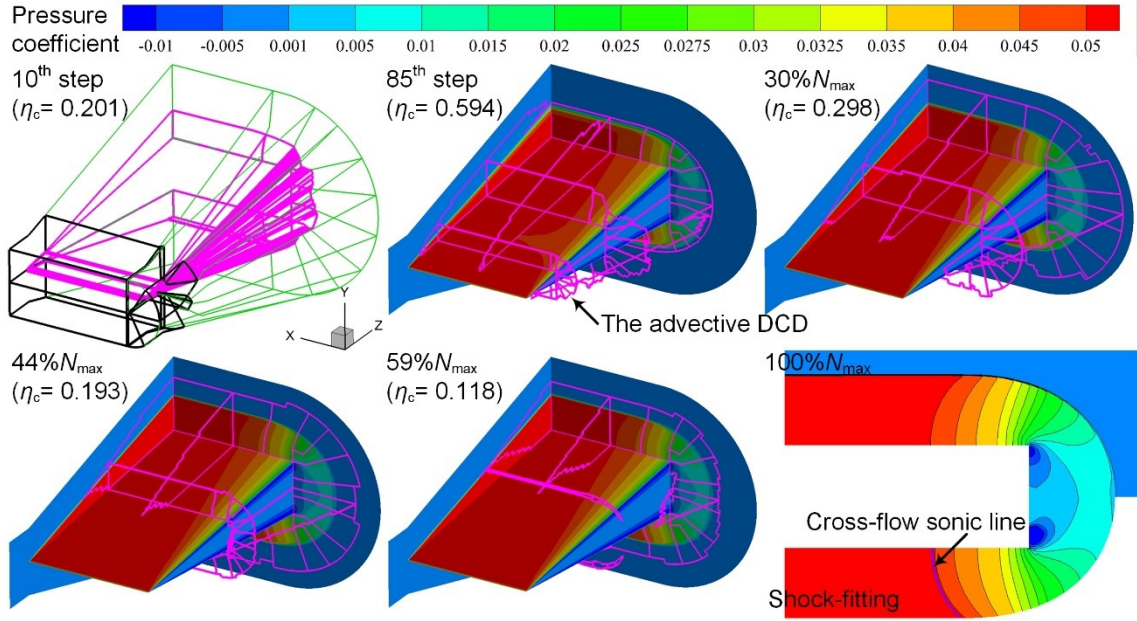 Pressure
coefficient
-0.01 -0.005 0.001 0.005 0.01 0.015 0.02 0.025 0.0275 0.03 0.0325 0.035 0.04 0.045 0.05
10th step
(ηc= 0.201)
85th step
(ηc= 0.594)
30%Nmax
(ηc= 0.298)
X
Y
Z
The advective DCD
44%Nmax
(ηc= 0.193)
59%Nmax
(ηc= 0.118)
100%Nmax
Cross-flow sonic line
Shock-fitting